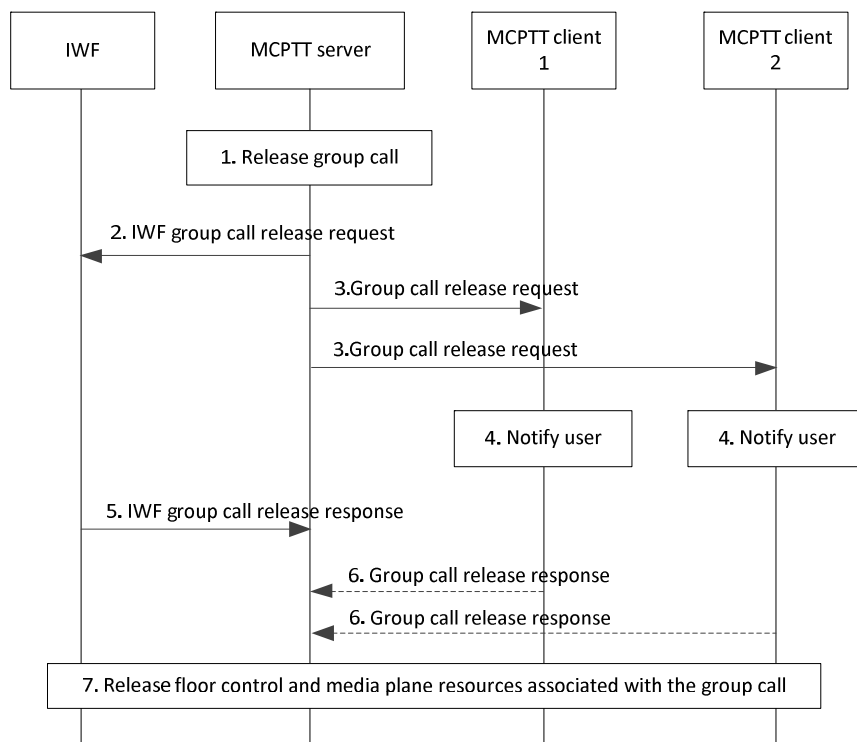 IWF
MCPTT server
MCPTT client
1
MCPTT client
2
1. Release group call
2. IWF group call release request
3.Group call release request
3.Group call release request
4. Notify user
4. Notify user
5. IWF group call release response
6. Group call release response
6. Group call release response
7. Release floor control and media plane resources associated with the group call